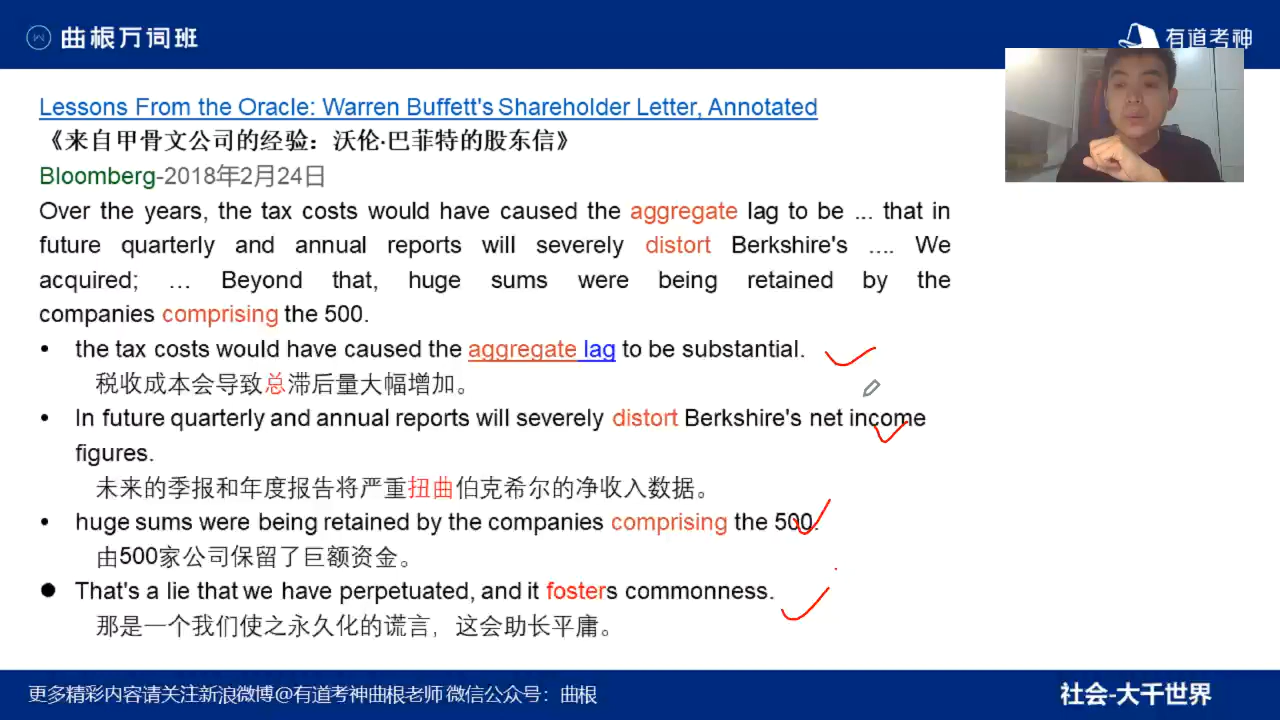 曲根万词班
有道考神
Lessons From the Oracle: Warren Buffett's Shareholder Letter, Annotated
《来自甲骨文公司的经验：沃伦·巴菲特的股东信》
Bloomberg-2018年2月24日
Over the years, the tax costs would have caused the aggregate lag to be ... that in
future quarterly and annual reports will severely distort Berkshire's .... We
acquired; … Beyond that, huge sums were being retained by the
companies comprising the 500.
• the tax costs would have caused the aggregate lag to be substantial.
税收成本会导致总滞后量大幅增加。
• In future quarterly and annual reports will severely distort Berkshire's net income
figures.
未来的季报和年度报告将严重扭曲伯克希尔的净收入数据。
• huge sums were being retained by the companies comprising the 500.
由500家公司保留了巨额资金。
● That's a lie that we have perpetuated, and it fosters commonness.
那是一个我们使之永久化的谎言，这会助长平庸。
更多精彩内容请关注新浪微博@有道考神曲根老师 微信公众号：曲根
社会-大千世界